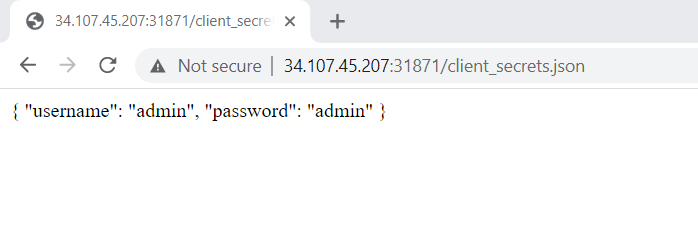 34.107.45.207:31871/client_secre
Not secure | 34.107.45.207:31871/client_secrets.json
{ "username": "admin", "password": "admin" }